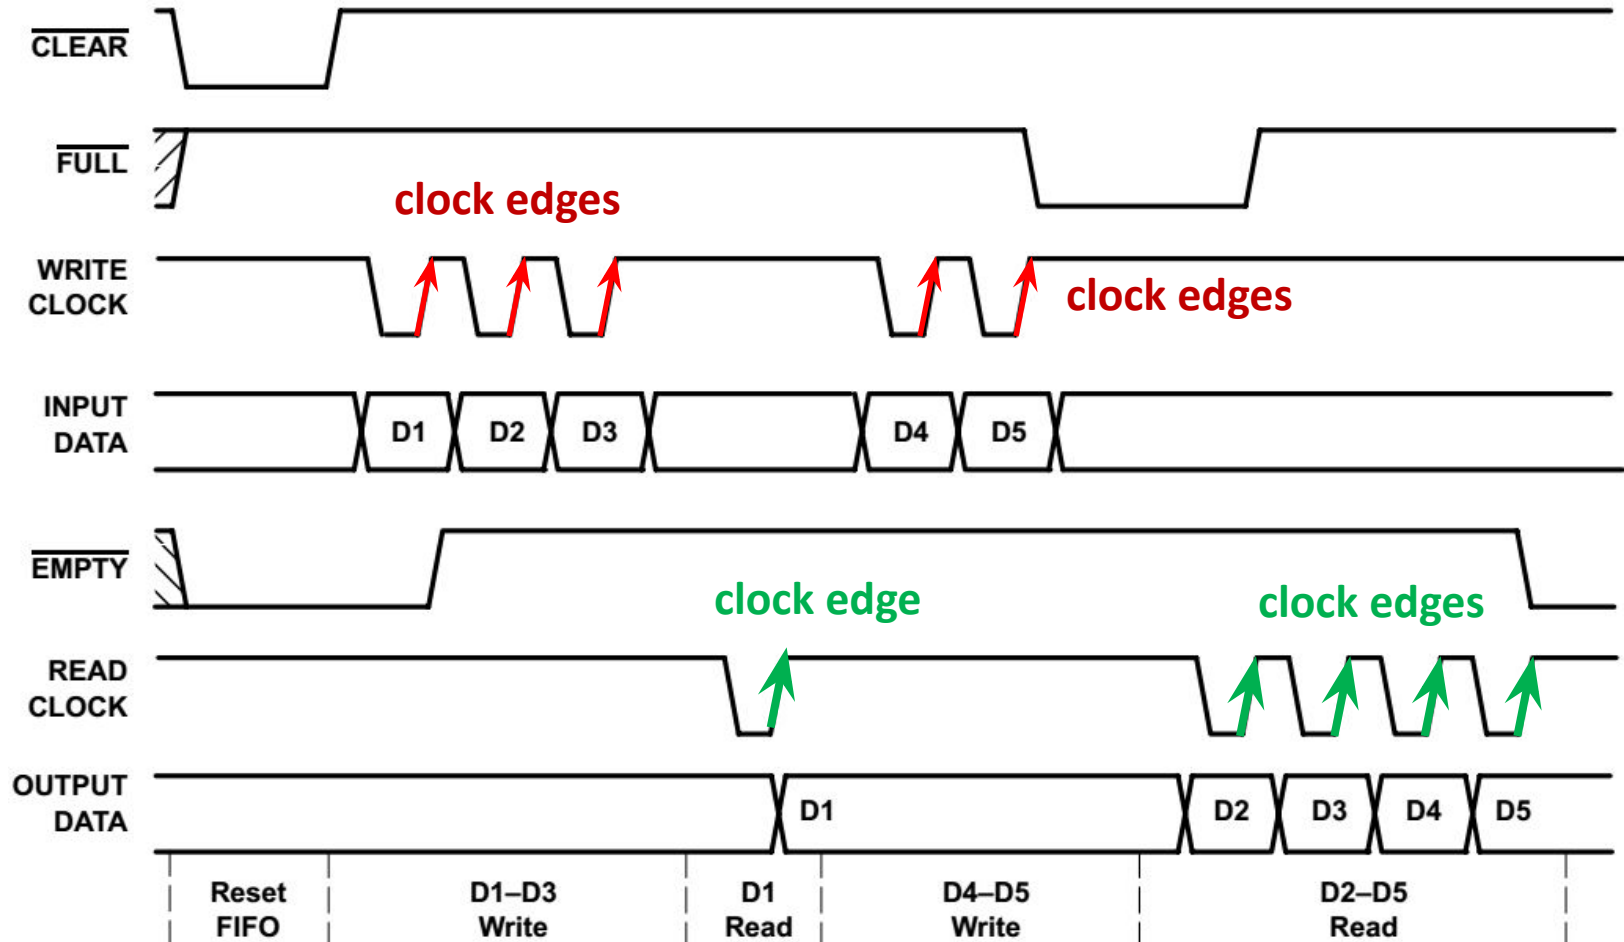 CLEAR
FULL
clock edges
WRITE
CLOCK
clock edges
INPUT
DATA
D1 D2 D3 D4 D5
EMPTY
clock edge clock edges
READ
CLOCK
OUTPUT
DATA
D1 D2 D3 D4 D5
Reset D1–D3 D1 D4–D5 D2–D5
FIFO Write Read Write Read